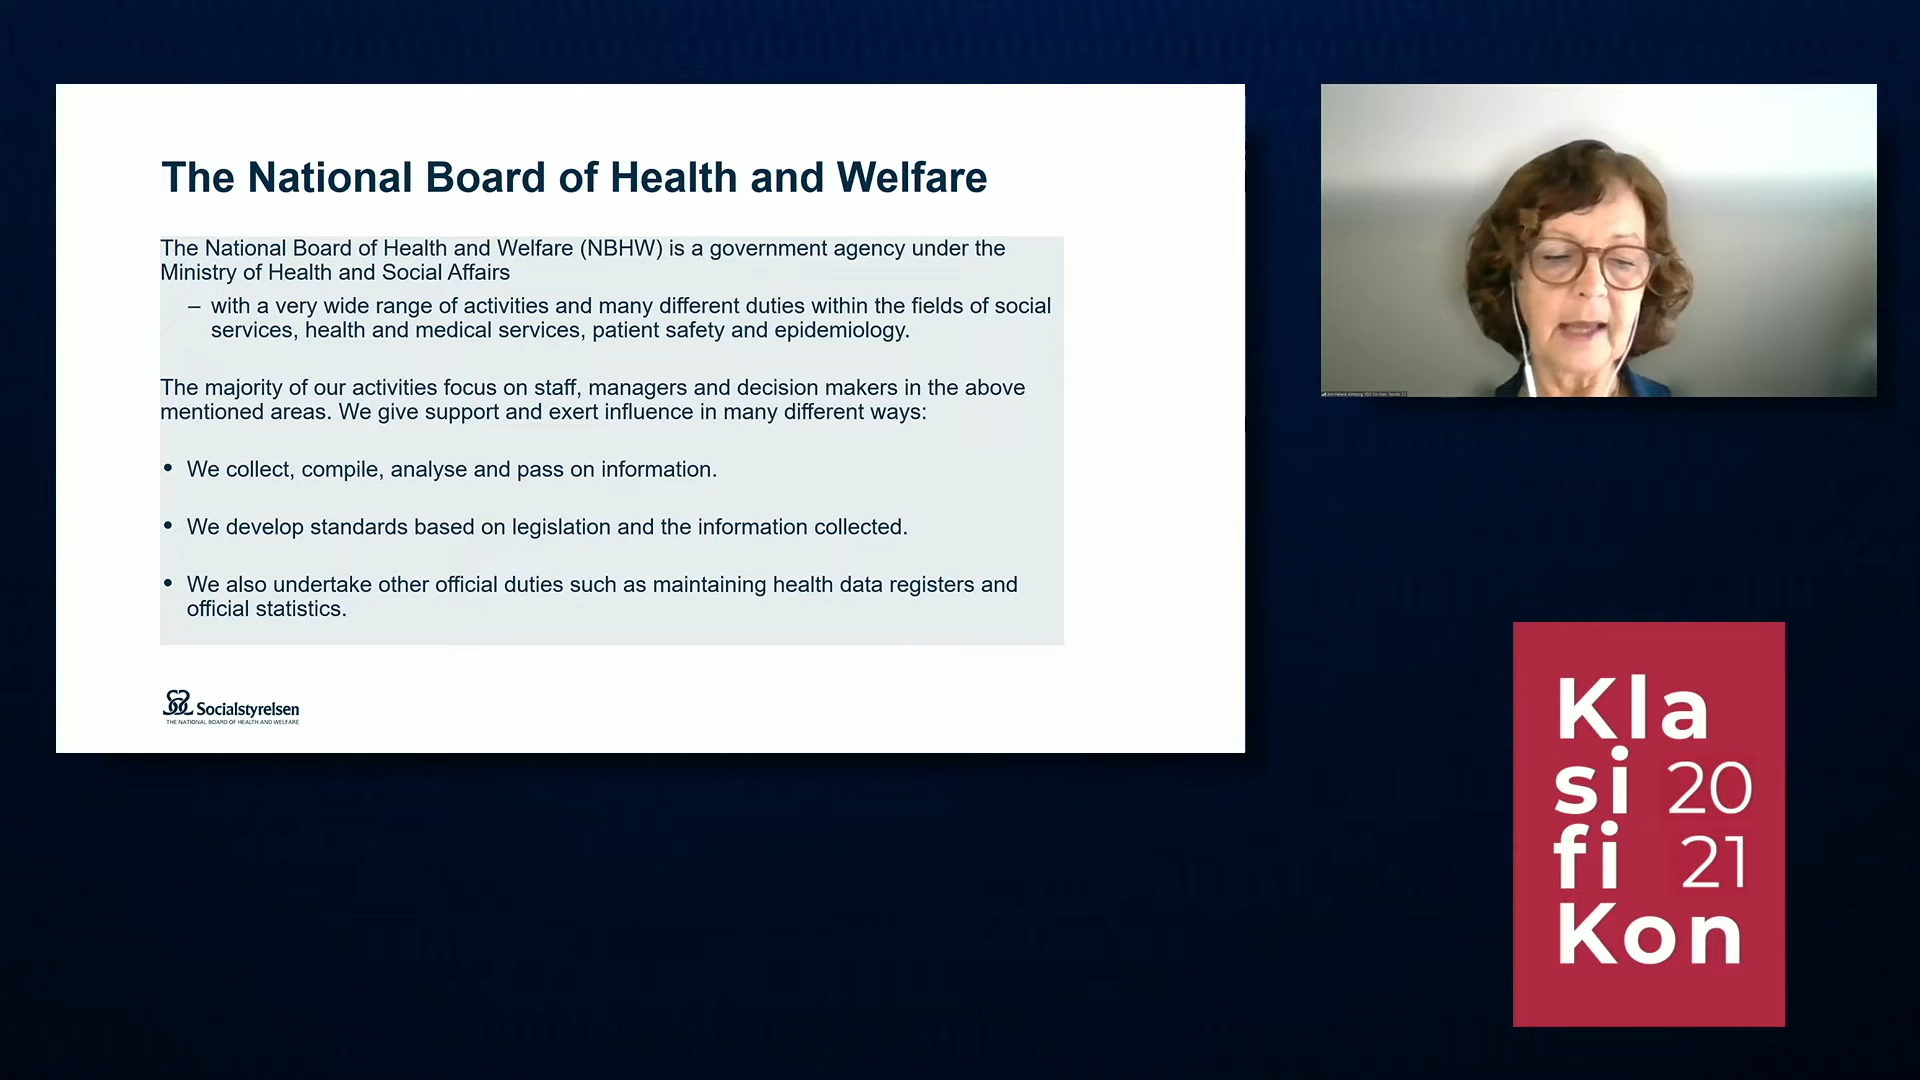 The National Board of Health and Welfare
The National Board of Health and Welfare (NBHW) is a government agency under the
Ministry of Health and Social Affairs
– with a very wide range of activities and many different duties within the fields of social
services, health and medical services, patient safety and epidemiology.
The majority of our activities focus on staff, managers and decision makers in the above
mentioned areas. We give support and exert influence in many different ways:
• We collect, compile, analyse and pass on information.
• We develop standards based on legislation and the information collected.
• We also undertake other official duties such as maintaining health data registers and
official statistics.
Socialstyrelsen
THE NATIONAL BOARD OF HEALTH AND WELFARE
Kla
si 20
fi 21
Kon